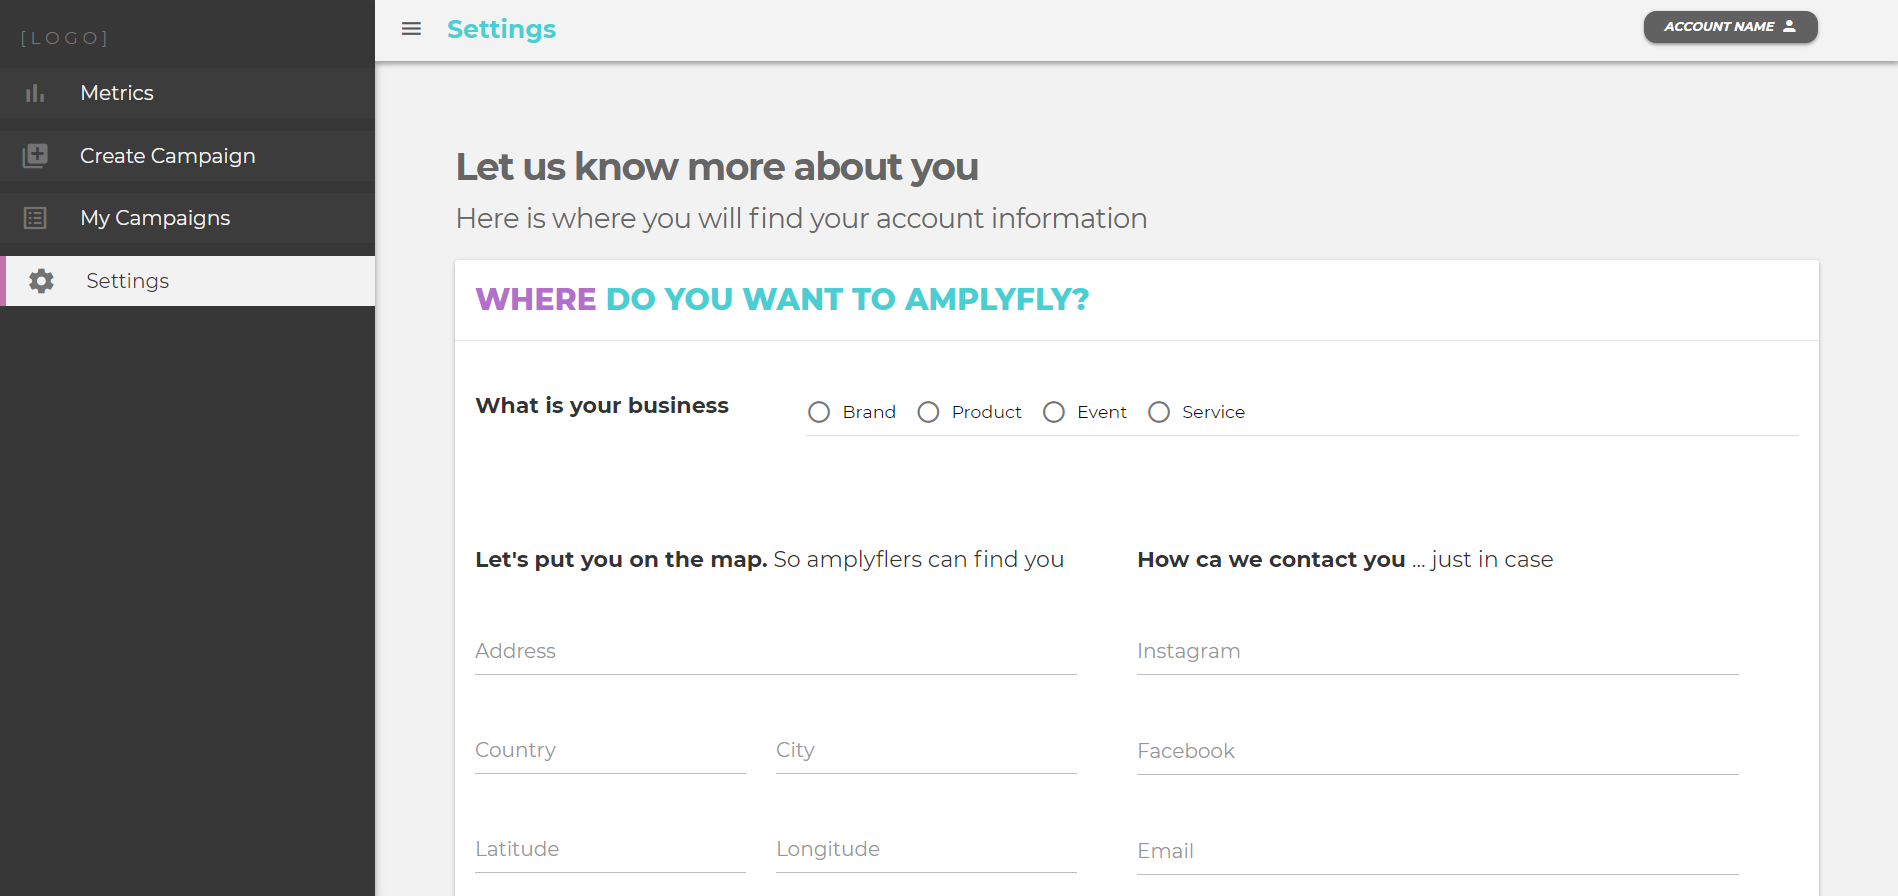 [LOGO]
Metrics
Create Campaign
My Campaigns
Settings
Settings
ACCOUNT NAME
Let us know more about you
Here is where you will find your account information
WHERE DO YOU WANT TO AMPLYFLY?
What is your business
Brand Product Event Service
Let's put you on the map. So amplyflers can find you
Address
Country City
Latitude Longitude
How ca we contact you ... just in case
Instagram
Facebook
Email